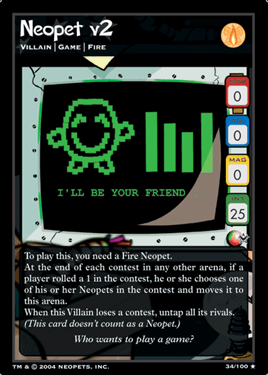 Neopet v2
VILLAIN | GAME | FIRE
0
0
MAG
0
I'LL BE YOUR FRIEND
INT
25
To play this, you need a Fire Neopet.
At the end of each contest in any other arena, if a
player rolled a 1 in the contest, he or she chooses one
of his or her Neopets in the contest and moves it to
this arena.
When this Villain loses a contest, untap all its rivals.
(This card doesn't count as a Neopet.)
Who wants to play a game?
TM & © 2004 NEOPETS, INC.
34/100 ★